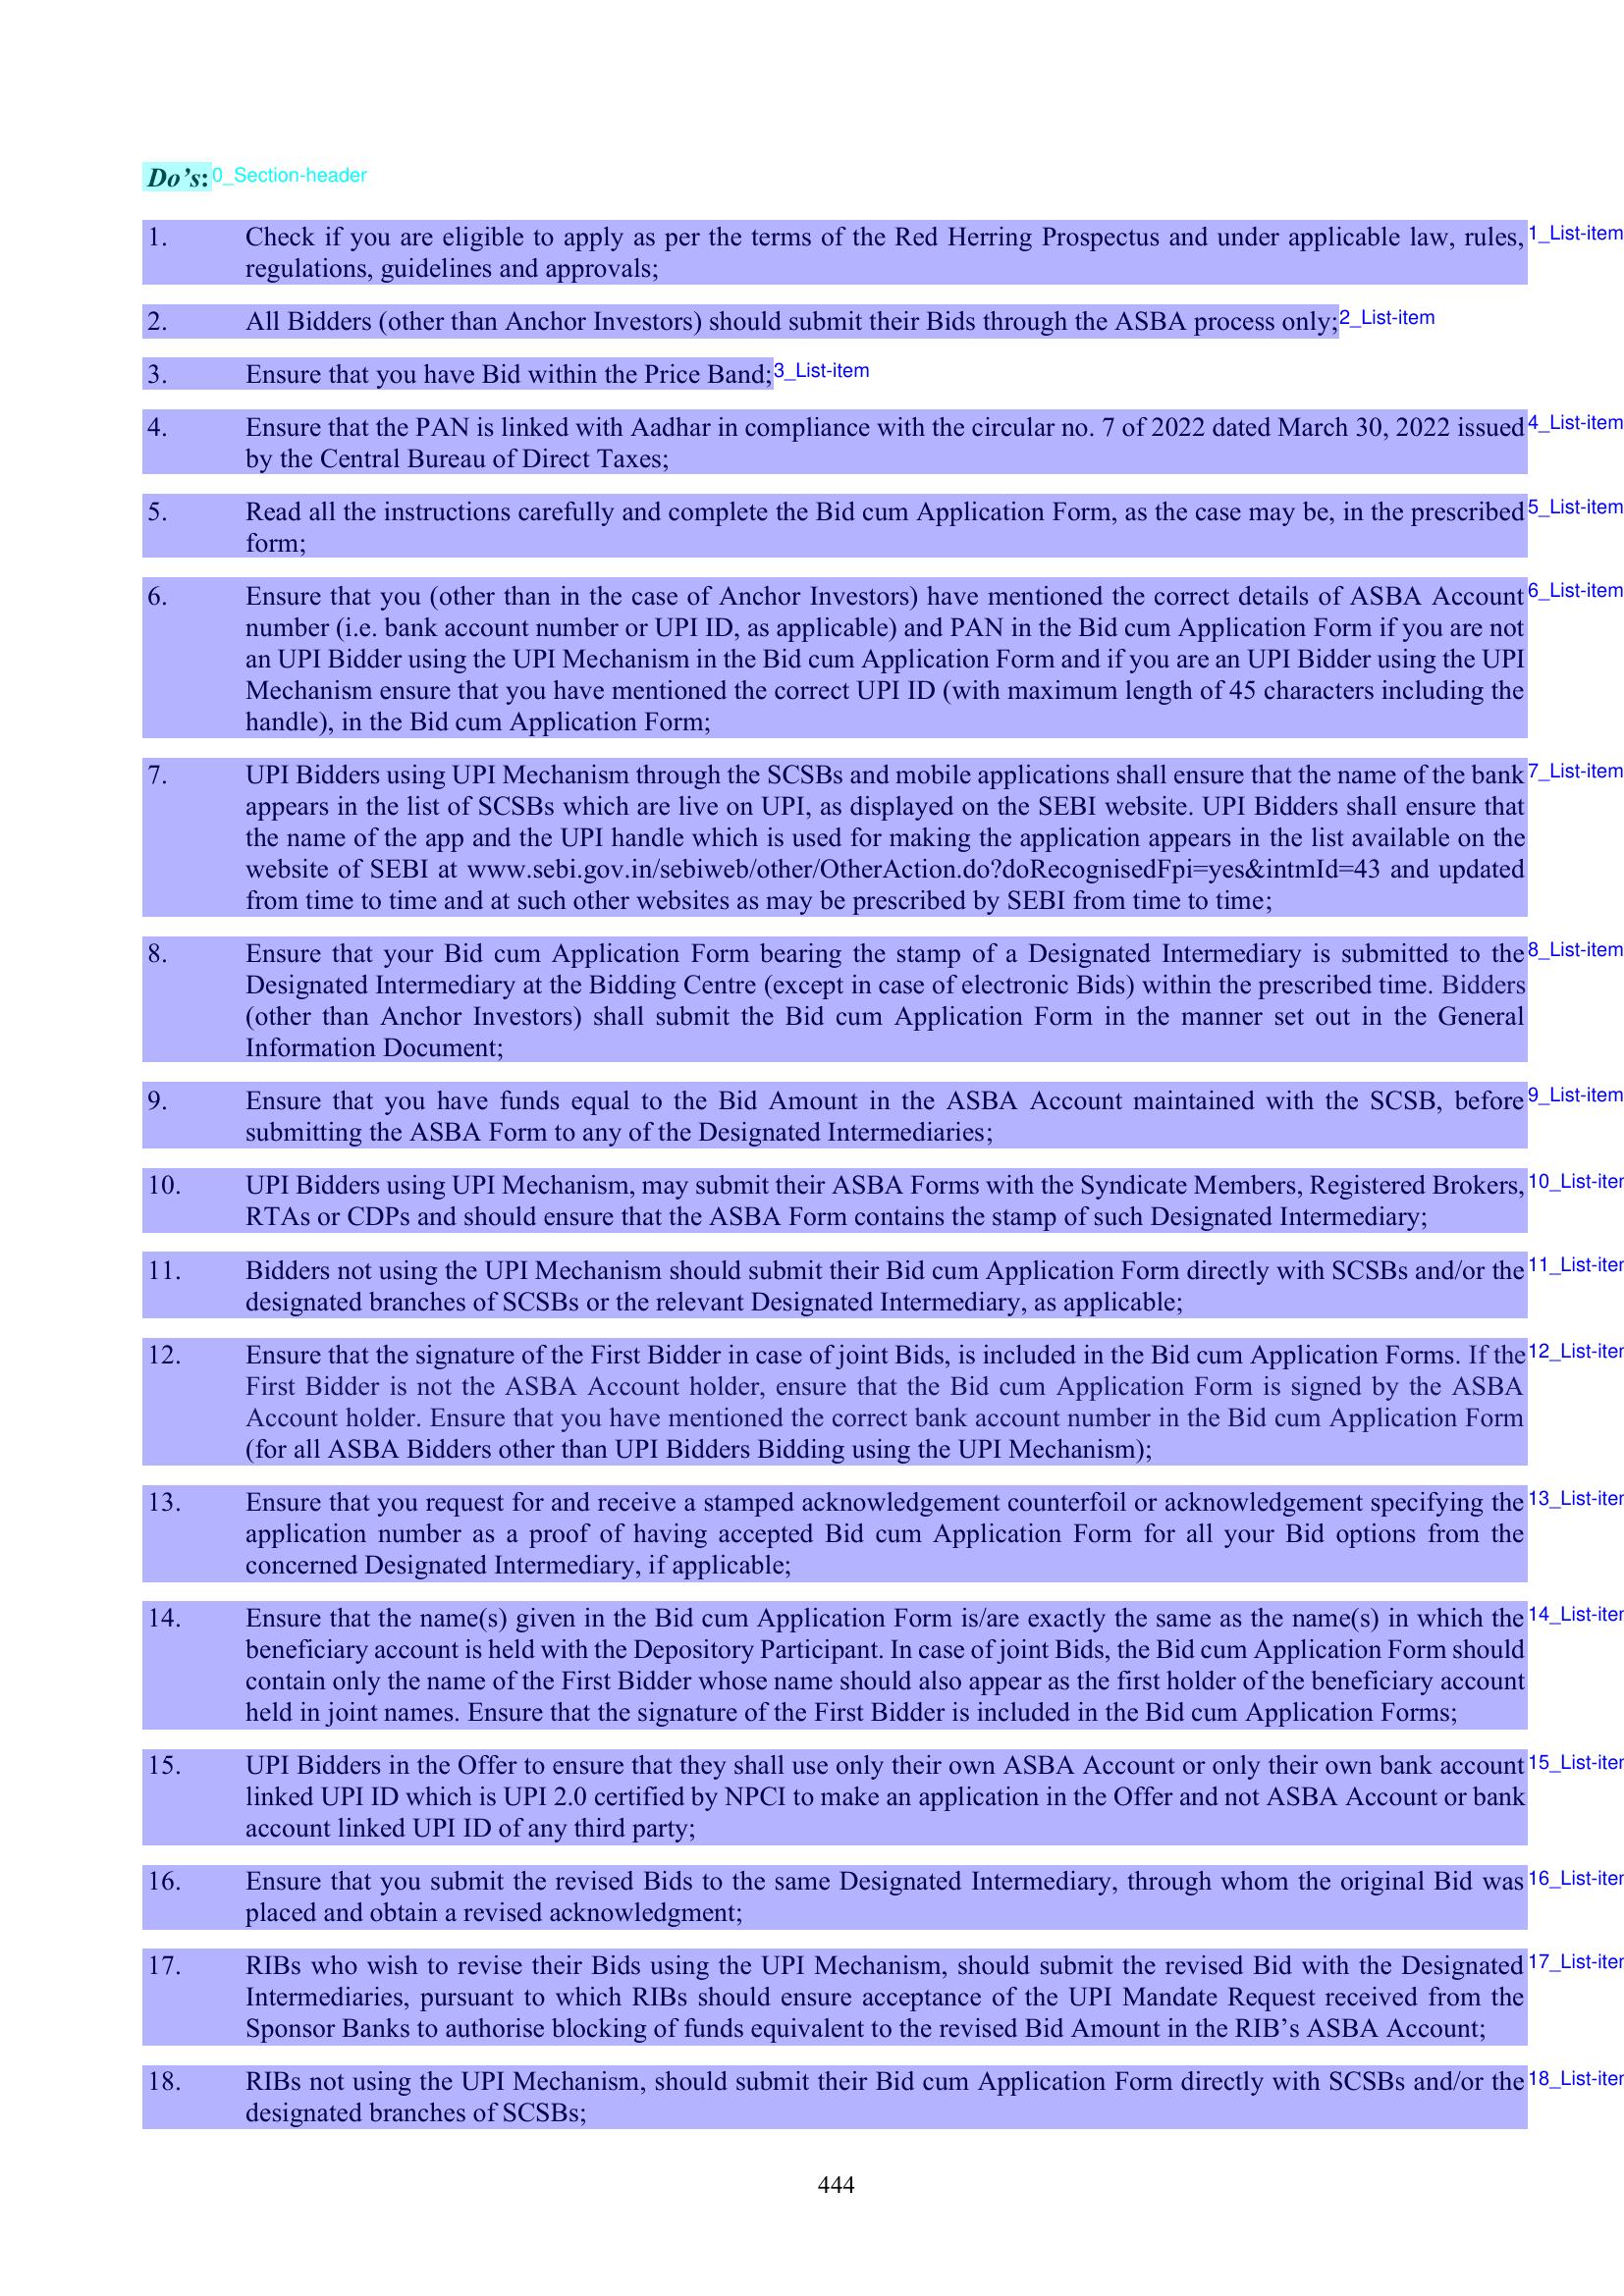 Do’s: 0_Section-header
1. Check if you are eligible to apply as per the terms of the Red Herring Prospectus and under applicable law, rules, 1_List-item
regulations, guidelines and approvals;
2. All Bidders (other than Anchor Investors) should submit their Bids through the ASBA process only; 2_List-item
3. Ensure that you have Bid within the Price Band; 3_List-item
4. Ensure that the PAN is linked with Aadhar in compliance with the circular no. 7 of 2022 dated March 30, 2022 issued 4_List-item
by the Central Bureau of Direct Taxes;
5. Read all the instructions carefully and complete the Bid cum Application Form, as the case may be, in the prescribed 5_List-item
form;
6. Ensure that you (other than in the case of Anchor Investors) have mentioned the correct details of ASBA Account 6_List-item
number (i.e. bank account number or UPI ID, as applicable) and PAN in the Bid cum Application Form if you are not
an UPI Bidder using the UPI Mechanism in the Bid cum Application Form and if you are an UPI Bidder using the UPI
Mechanism ensure that you have mentioned the correct UPI ID (with maximum length of 45 characters including the
handle), in the Bid cum Application Form;
7. UPI Bidders using UPI Mechanism through the SCSBs and mobile applications shall ensure that the name of the bank 7_List-item
appears in the list of SCSBs which are live on UPI, as displayed on the SEBI website. UPI Bidders shall ensure that
the name of the app and the UPI handle which is used for making the application appears in the list available on the
website of SEBI at www.sebi.gov.in/sebiweb/other/OtherAction.do?doRecognisedFpi=yes&intmId=43 and updated
from time to time and at such other websites as may be prescribed by SEBI from time to time;
8. Ensure that your Bid cum Application Form bearing the stamp of a Designated Intermediary is submitted to the 8_List-item
Designated Intermediary at the Bidding Centre (except in case of electronic Bids) within the prescribed time. Bidders
(other than Anchor Investors) shall submit the Bid cum Application Form in the manner set out in the General
Information Document;
9. Ensure that you have funds equal to the Bid Amount in the ASBA Account maintained with the SCSB, before 9_List-item
submitting the ASBA Form to any of the Designated Intermediaries;
10. UPI Bidders using UPI Mechanism, may submit their ASBA Forms with the Syndicate Members, Registered Brokers, 10_List-iter
RTAs or CDPs and should ensure that the ASBA Form contains the stamp of such Designated Intermediary;
11. Bidders not using the UPI Mechanism should submit their Bid cum Application Form directly with SCSBs and/or the 11_List-iter
designated branches of SCSBs or the relevant Designated Intermediary, as applicable;
12. Ensure that the signature of the First Bidder in case of joint Bids, is included in the Bid cum Application Forms. If the 12_List-iter
First Bidder is not the ASBA Account holder, ensure that the Bid cum Application Form is signed by the ASBA
Account holder. Ensure that you have mentioned the correct bank account number in the Bid cum Application Form
(for all ASBA Bidders other than UPI Bidders Bidding using the UPI Mechanism);
13. Ensure that you request for and receive a stamped acknowledgement counterfoil or acknowledgement specifying the 13_List-iter
application number as a proof of having accepted Bid cum Application Form for all your Bid options from the
concerned Designated Intermediary, if applicable;
14. Ensure that the name(s) given in the Bid cum Application Form is/are exactly the same as the name(s) in which the 14_List-iter
beneficiary account is held with the Depository Participant. In case of joint Bids, the Bid cum Application Form should
contain only the name of the First Bidder whose name should also appear as the first holder of the beneficiary account
held in joint names. Ensure that the signature of the First Bidder is included in the Bid cum Application Forms;
15. UPI Bidders in the Offer to ensure that they shall use only their own ASBA Account or only their own bank account 15_List-iter
linked UPI ID which is UPI 2.0 certified by NPCI to make an application in the Offer and not ASBA Account or bank
account linked UPI ID of any third party;
16. Ensure that you submit the revised Bids to the same Designated Intermediary, through whom the original Bid was 16_List-iter
placed and obtain a revised acknowledgment;
17. RIBs who wish to revise their Bids using the UPI Mechanism, should submit the revised Bid with the Designated 17_List-iter
Intermediaries, pursuant to which RIBs should ensure acceptance of the UPI Mandate Request received from the
Sponsor Banks to authorise blocking of funds equivalent to the revised Bid Amount in the RIB’s ASBA Account;
18. RIBs not using the UPI Mechanism, should submit their Bid cum Application Form directly with SCSBs and/or the 18_List-iter
designated branches of SCSBs;
444